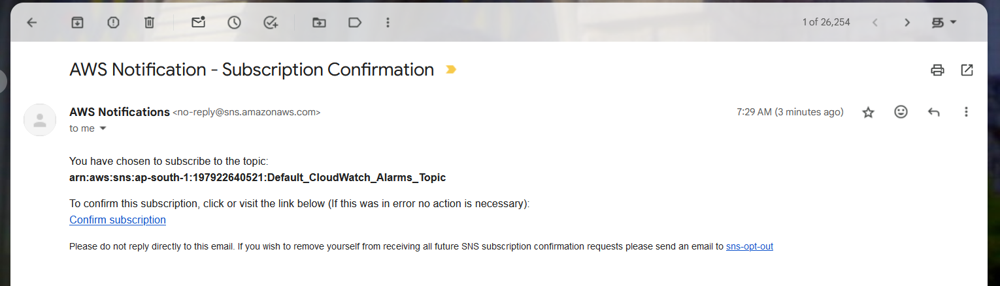 1 of 26,254
AWS Notification - Subscription Confirmation
AWS Notifications <no-reply@sns.amazonaws.com>
7:29 AM (3 minutes ago)
to me
You have chosen to subscribe to the topic:
arn:aws:sns:ap-south-1:197922640521:Default_CloudWatch_Alarms_Topic
To confirm this subscription, click or visit the link below (If this was in error no action is necessary):
Confirm subscription
Please do not reply directly to this email. If you wish to remove yourself from receiving all future SNS subscription confirmation requests please send an email to sns-opt-out